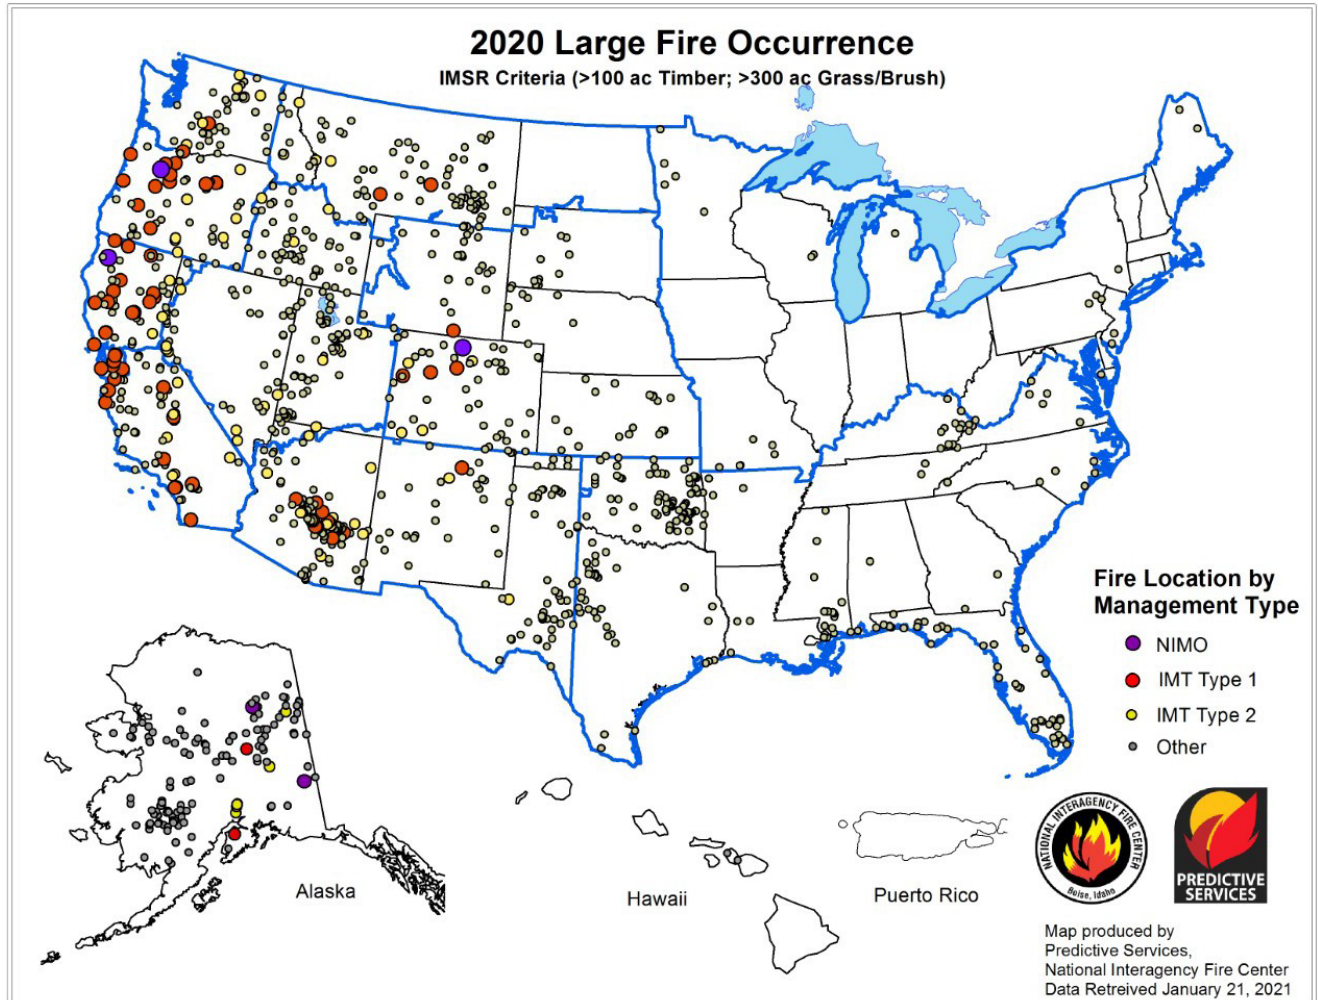 2020 Large Fire Occurrence
IMSR Criteria (>100 ac Timber; >300 ac Grass/Brush)
Fire Location by
Management Type
NIMO
IMT Type 1
IMT Type 2
Other
Alaska
Hawaii
Puerto Rico
NATIONAL INTERAGENCY FIRE CENTER
Boise, Idaho
PREDICTIVE
SERVICES
Map produced by
Predictive Services,
National Interagency Fire Center
Data Retreived January 21, 2021